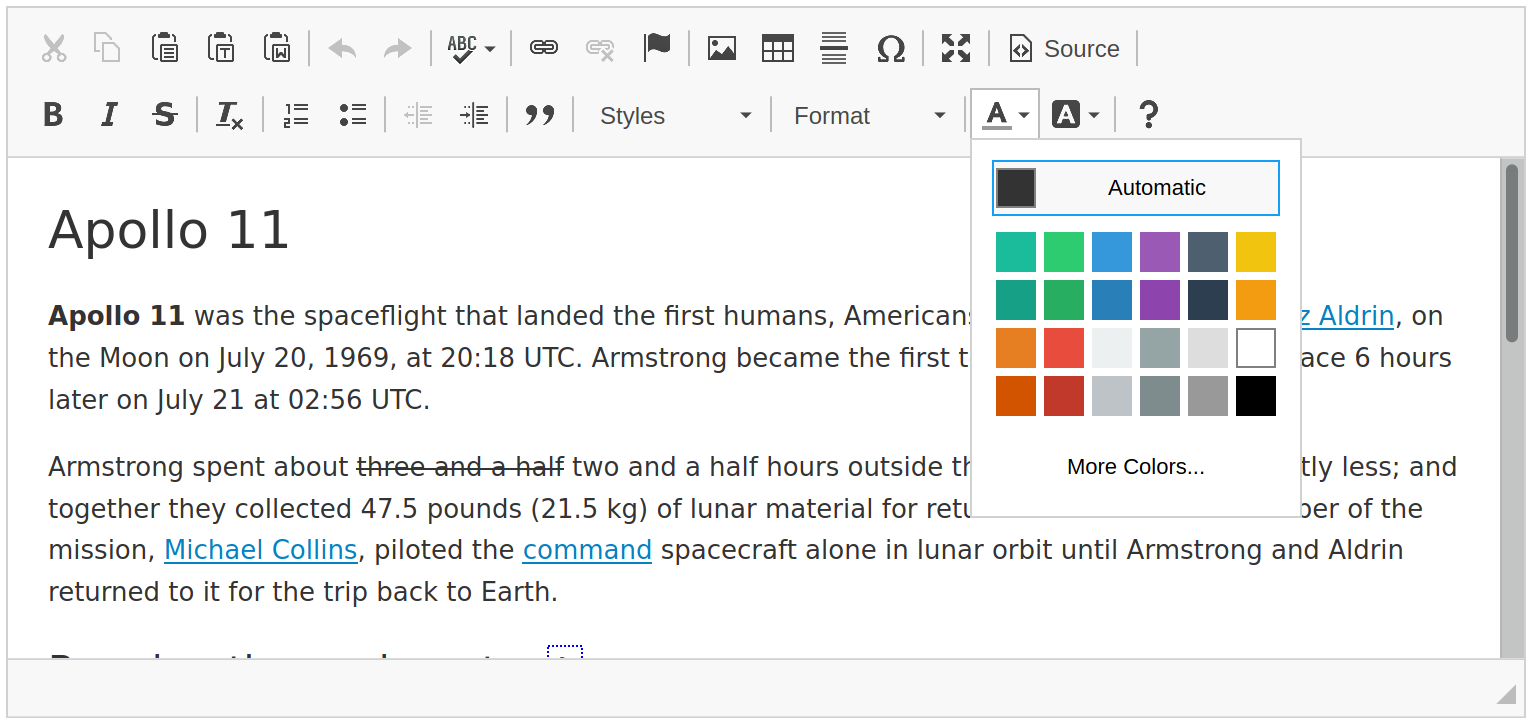 ABC Source
B I S Tx Styles Format A A ?
Automatic
Apollo 11
Apollo 11 was the spaceflight that landed the first humans, Americans z Aldrin, on
the Moon on July 20, 1969, at 20:18 UTC. Armstrong became the first t ace 6 hours
later on July 21 at 02:56 UTC.
Armstrong spent about three and a half two and a half hours outside th tly less; and
More Colors...
together they collected 47.5 pounds (21.5 kg) of lunar material for retu ber of the
mission, Michael Collins, piloted the command spacecraft alone in lunar orbit until Armstrong and Aldrin
returned to it for the trip back to Earth.